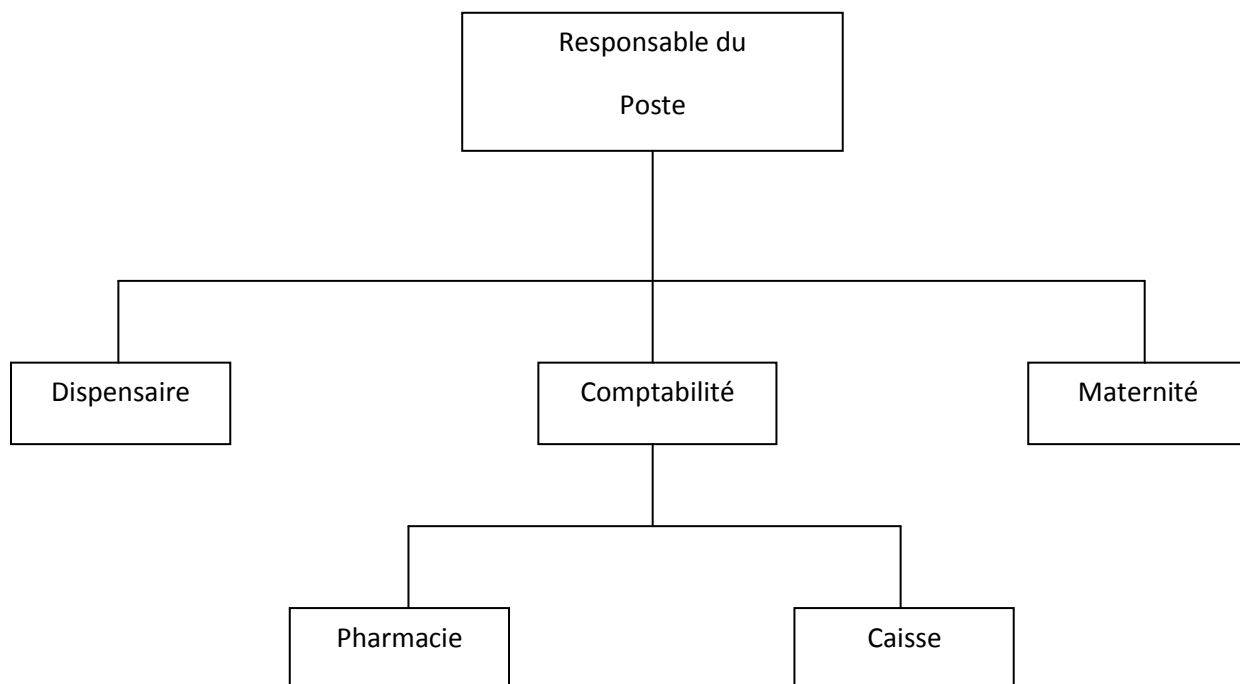 Responsable du
Poste
Dispensaire
Comptabilité
Maternité
Pharmacie
Caisse